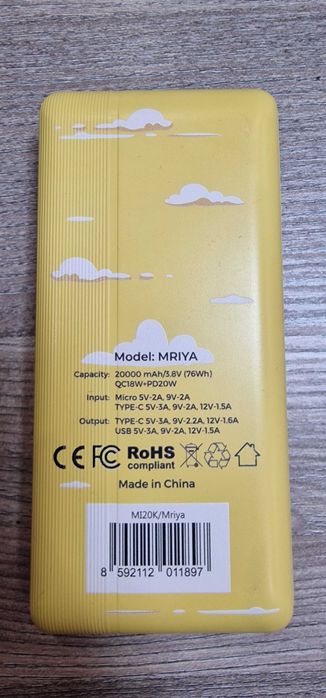 Model: MRIYA
Capacity: 20000 mAh/3.8V (76Wh)
QC18W+PD20W
Input: Micro 5V-2A, 9V-2A
TYPE-C 5V-3A, 9V-2A, 12V-1.5A
Output: TYPE-C 5V-3A, 9V-2.2A, 12V-1.6A
USB 5V-3A, 9V-2A, 12V-1.5A
CE FC RoHS
compliant
Made in China
MI20K/Mriya
8 592112 011897